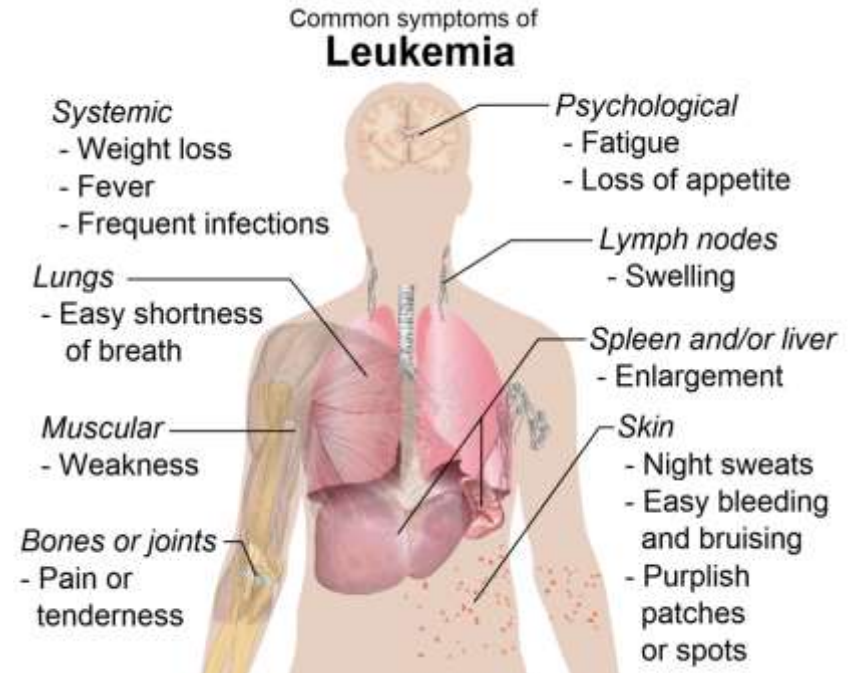 Common symptoms of
Leukemia
Systemic
- Weight loss
- Fever
- Frequent infections
Lungs
- Easy shortness
of breath
Muscular
- Weakness
Bones or joints
- Pain or
tenderness
Psychological
- Fatigue
- Loss of appetite
Lymph nodes
- Swelling
Spleen and/or liver
- Enlargement
Skin
- Night sweats
- Easy bleeding
and bruising
- Purplish
patches
or spots